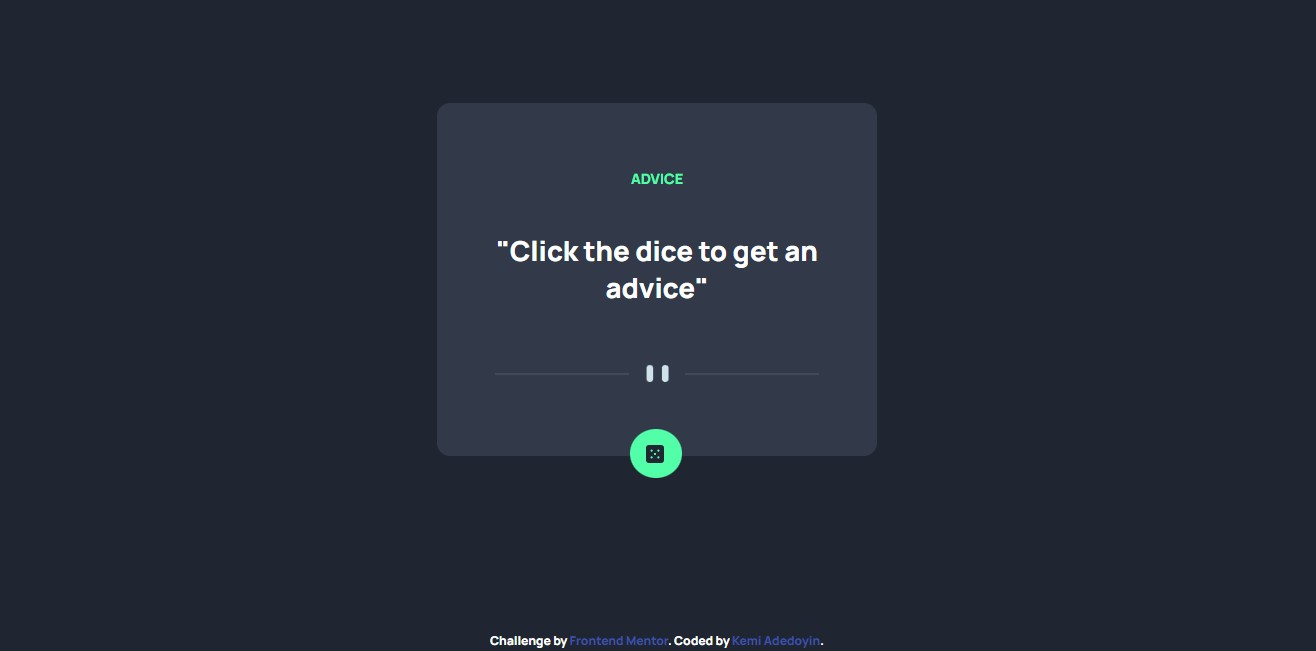 ADVICE
"Click the dice to get an
advice"
Challenge by Frontend Mentor. Coded by Kemi Adedoyin.